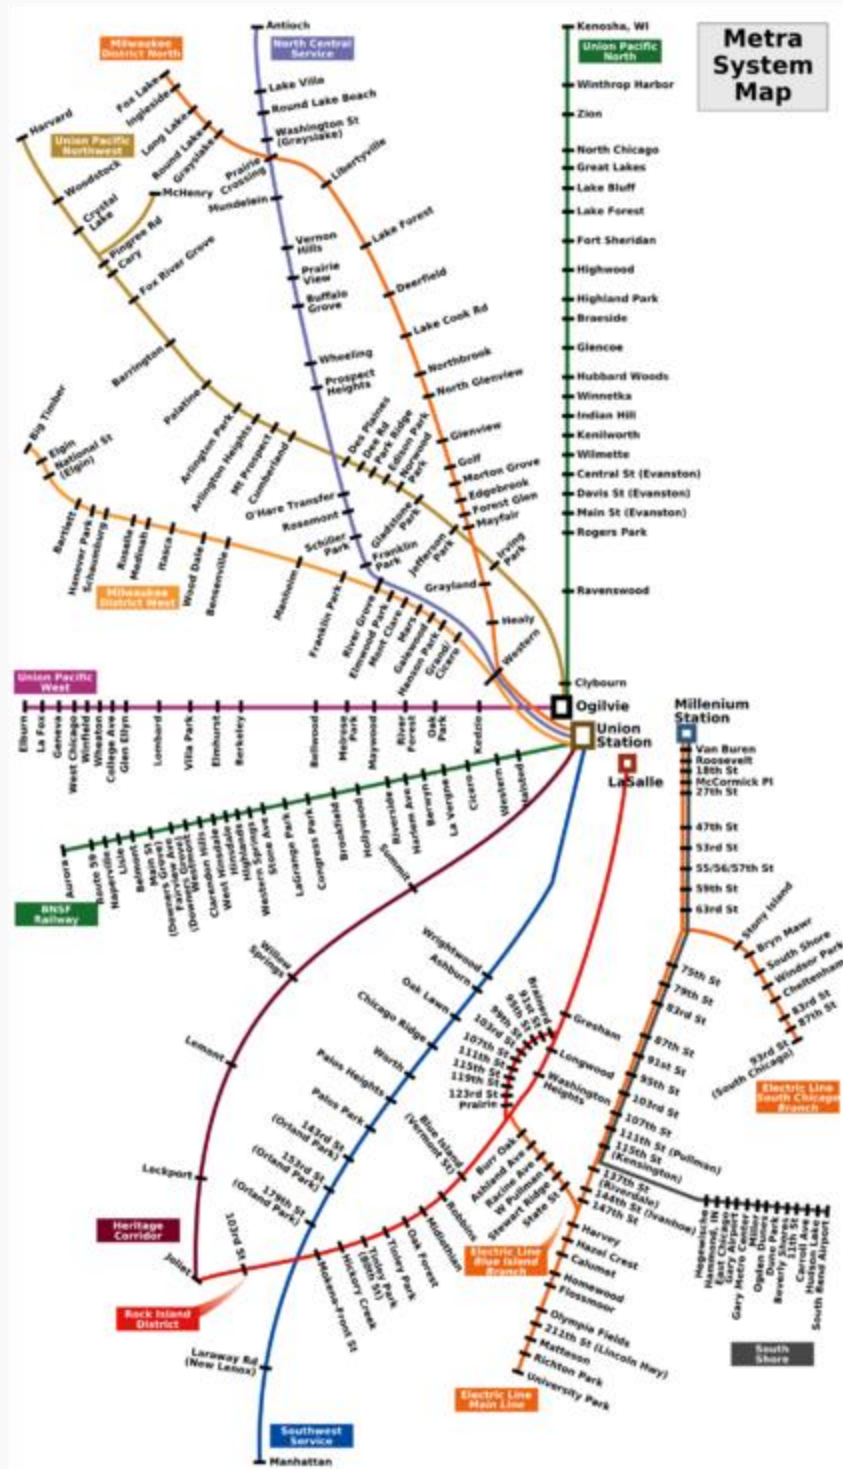 Metra
System
Map
Milwaukee
District North
Fox Lake
Ingleside
Long Lake
Round Lake
Grayslake
Prairie
Crossing
Libertyville
Lake Forest
Deerfield
Lake Cook Rd
Northbrook
North Glenview
Glenview
Golf
Morton Grove
Edgebrook
Forest Glen
Mayfair
Grayland
Healy
Western
North Central
Service
Antioch
Lake Villa
Round Lake Beach
Washington St
(Grayslake)
Mundelein
Vernon
Hills
Prairie
View
Buffalo
Grove
Wheeling
Prospect
Heights
O'Hare Transfer
Rosemont
Schiller
Park
Franklin
Park
Union Pacific
North
Kenosha, WI
Winthrop Harbor
Zion
North Chicago
Great Lakes
Lake Bluff
Lake Forest
Fort Sheridan
Highwood
Highland Park
Braeside
Glencoe
Hubbard Woods
Winnetka
Indian Hill
Kenilworth
Wilmette
Central St (Evanston)
Davis St (Evanston)
Main St (Evanston)
Rogers Park
Ravenswood
Clybourn
Ogilvie
Union Pacific
Northwest
Harvard
Woodstock
Crystal
Lake
McHenry
Pingree Rd
Cary
Fox River Grove
Barrington
Palatine
Arlington Park
Arlington Heights
Mt Prospect
Cumberland
Des Plaines
Dee Rd
Park Ridge
Edison Park
Norwood
Park
Gladstone
Park
Jefferson
Park
Irving
Park
Milwaukee
District West
Big Timber
Elgin
National St
(Elgin)
Bartlett
Hanover Park
Schaumburg
Roselle
Medinah
Itasca
Wood Dale
Bensenville
Manheim
Franklin Park
River Grove
Elmwood Park
Mont Clare
Mars
Galewood
Hanson Park
Grand/
Cicero
Union Pacific
West
Elburn
La Fox
Geneva
West Chicago
Winfield
Wheaton
College Ave
Glen Ellyn
Lombard
Villa Park
Elmhurst
Berkeley
Bellwood
Melrose
Park
Maywood
River
Forest
Oak
Park
Kedzie
Union
Station
LaSalle
Millenium
Station
BNSF
Railway
Aurora
Route 59
Naperville
Lisle
Belmont
Main St
(Downers Grove)
Fairview Ave
(Downers Grove)
Westmont
Clarendon Hills
West Hinsdale
Hinsdale
Highlands
Western Springs
Stone Ave
LaGrange Park
Congress Park
Brookfield
Hollywood
Riverside
Harlem Ave
Berwyn
La Vergne
Cicero
Western
Halsted
Heritage
Corridor
Summit
Willow
Springs
Lemont
Lockport
Joliet
Southwest
Service
Wrightwood
Ashburn
Oak Lawn
Chicago Ridge
Worth
Palos Heights
Palos Park
143rd St
(Orland Park)
153rd St
(Orland Park)
179th St
(Orland Park)
Laraway Rd
(New Lenox)
Manhattan
Rock Island
District
Gresham
Brainerd
91st St
95th St
99th St
103rd St
107th St
111th St
115th St
119th St
123rd St
Prairie
Longwood
Washington
Heights
Blue Island
(Vermont St)
Robbins
Midlothian
Oak Forest
Tinley Park
Tinley Park
(80th St)
Hickory Creek
Mokena-Front St
103rd St
Van Buren
Roosevelt
18th St
McCormick Pl
27th St
47th St
53rd St
55/56/57th St
59th St
63rd St
75th St
79th St
83rd St
87th St
91st St
95th St
103rd St
107th St
111th St (Pullman)
115th St
(Kensington)
137th St
(Riverdale)
144th St (Ivanhoe)
147th St
Harvey
Hazel Crest
Calumet
Homewood
Flossmoor
Olympia Fields
211th St (Lincoln Hwy)
Matteson
Richton Park
University Park
Electric Line
Main Line
Stony Island
Bryn Mawr
South Shore
Windsor Park
Cheltenham
83rd St
87th St
93rd St
(South Chicago)
Electric Line
South Chicago
Branch
Burr Oak
Ashland Ave
Racine Ave
W Pullman
Stewart Ridge
State St
Electric Line
Blue Island
Branch
Hegewische
Hammond, IN
East Chicago
Gary Airport
Gary Metro Center
Miller
Ogden Dunes
Dune Park
Beverly Shores
11th St
Carroll Ave
Hudson Lake
South Bend Airport
South
Shore